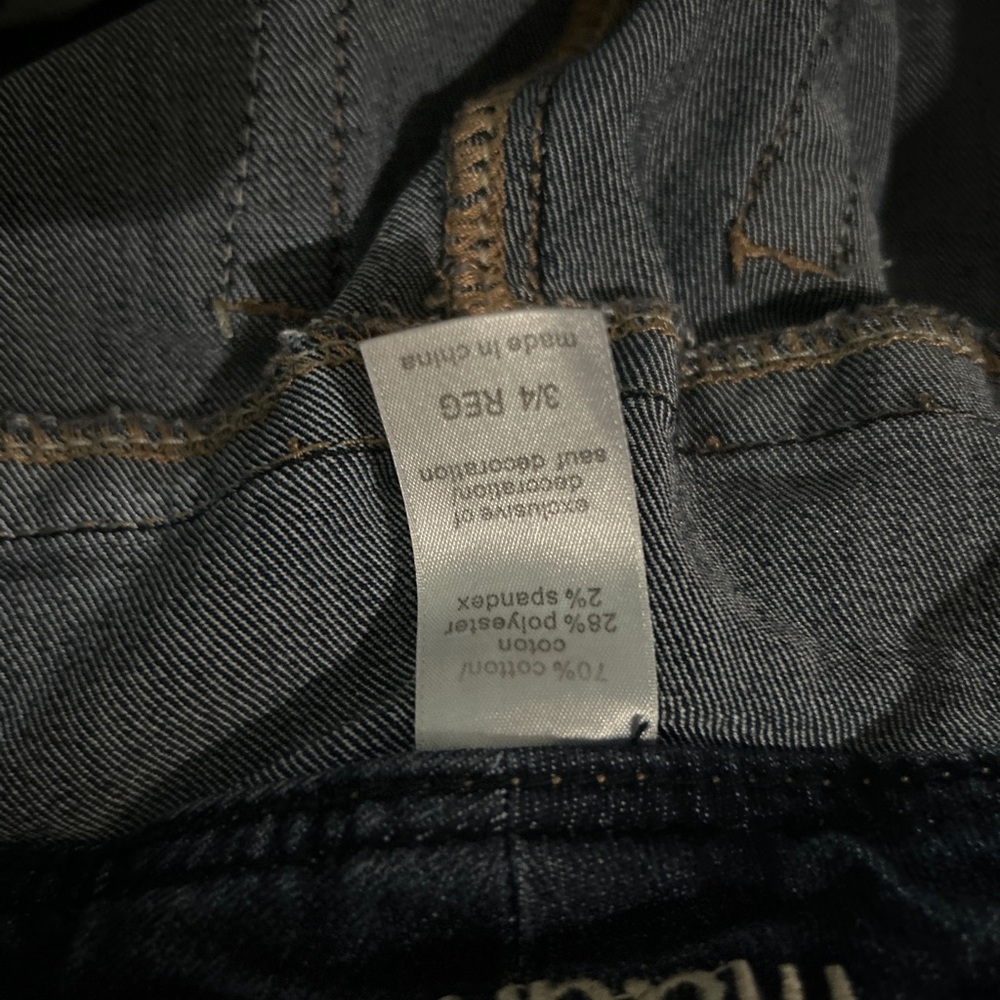 70% cotton/
coton
28% polyester
2% spandex
exclusive of
decoration/
sauf decoration
3/4 REG
made in china